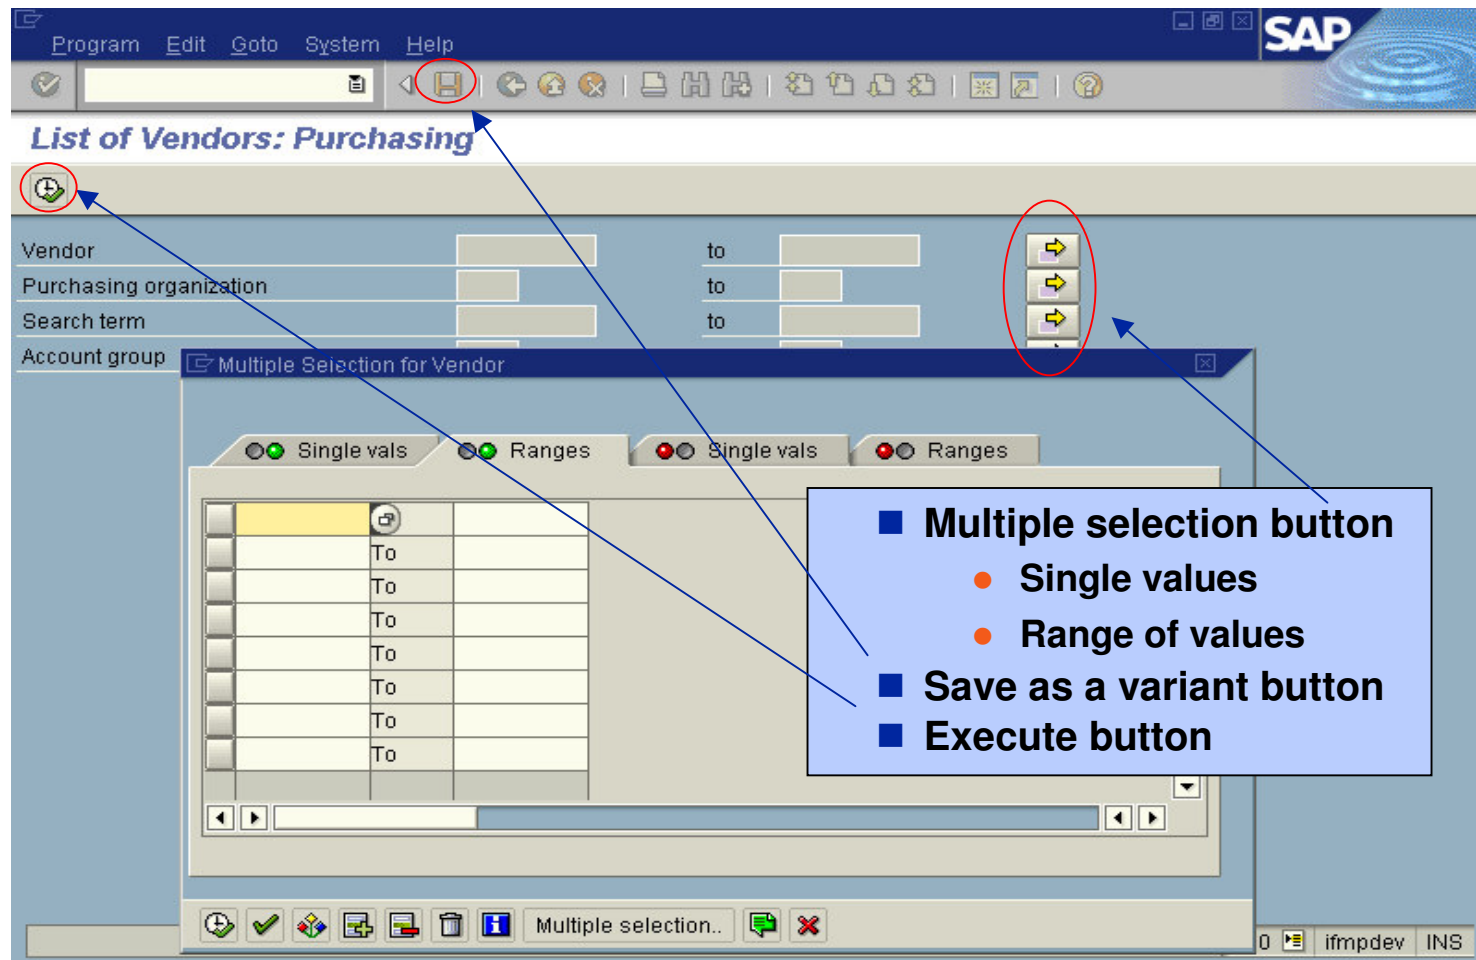 Program Edit Goto System Help
SAP
List of Vendors: Purchasing
Vendor to
Purchasing organization to
Search term to
Account group
Multiple Selection for Vendor
Single vals Ranges Single vals Ranges
Multiple selection button
To
Single values
To
To
Range of values
To
To
Save as a variant button
To
Execute button
To
Multiple selection..
0 ifmpdev INS